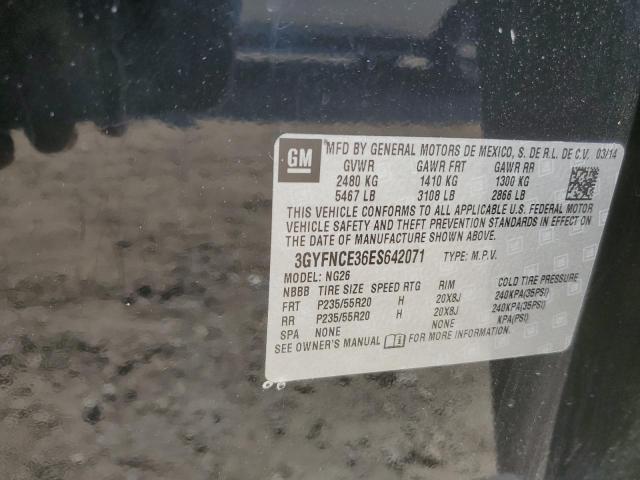 GM
MFD BY GENERAL MOTORS DE MEXICO, S. DE R.L. DE C.V. 03/14
GVWR GAWR FRT GAWR RR
2480 KG 1410 KG 1300 KG
5467 LB 3108 LB 2866 LB
THIS VEHICLE CONFORMS TO ALL APPLICABLE U.S. FEDERAL MOTOR
VEHICLE SAFETY AND THEFT PREVENTION STANDARDS IN EFFECT ON
THE DATE OF MANUFACTURE SHOWN ABOVE.
3GYFNCE36ES642071 TYPE: M.P.V.
MODEL: NG26
NBBB TIRE SIZE SPEED RTG RIM COLD TIRE PRESSURE
FRT P235/55R20 H 20X8J 240KPA(35PSI)
RR P235/55R20 H 20X8J 240KPA(35PSI)
SPA NONE NONE KPA(PSI)
SEE OWNER'S MANUAL FOR MORE INFORMATION.